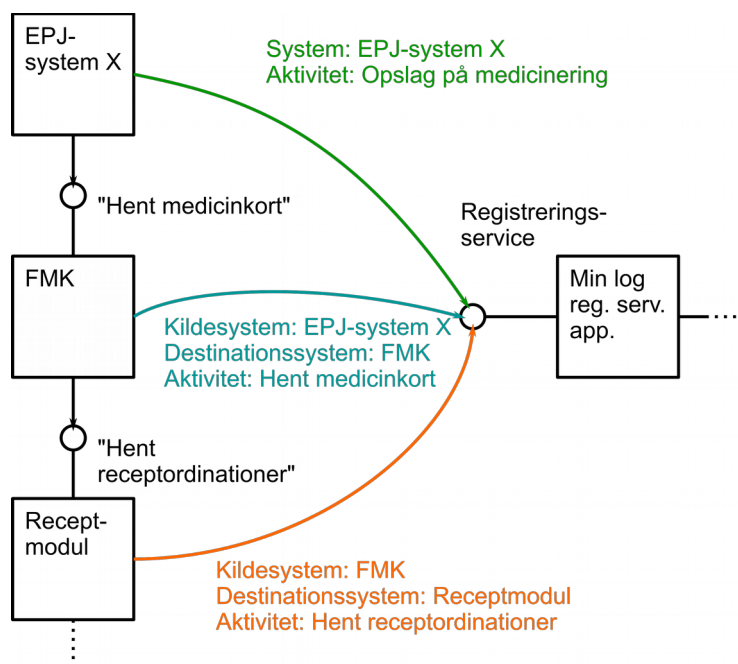 EPJ-
system X
System: EPJ-system X
Aktivitet: Opslag på medicinering
"Hent medicinkort"
Registrerings-
service
FMK
Min log
reg. serv.
app.
Kildesystem: EPJ-system X
Destinationssystem: FMK
Aktivitet: Hent medicinkort
"Hent
receptordinationer"
Recept-
modul
Kildesystem: FMK
Destinationssystem: Receptmodul
Aktivitet: Hent receptordinationer